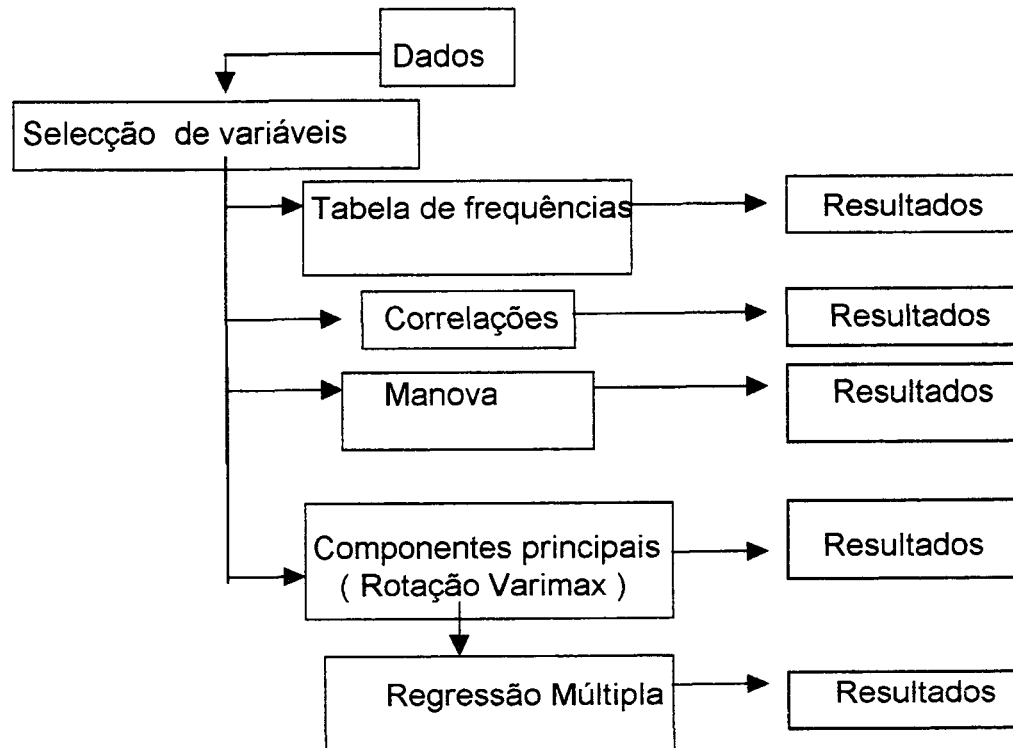 Dados
Selecção de variáveis
Tabela de frequências
Resultados
Correlações
Resultados
Manova
Resultados
Componentes principais
( Rotação Varimax )
Resultados
Regressão Múltipla
Resultados